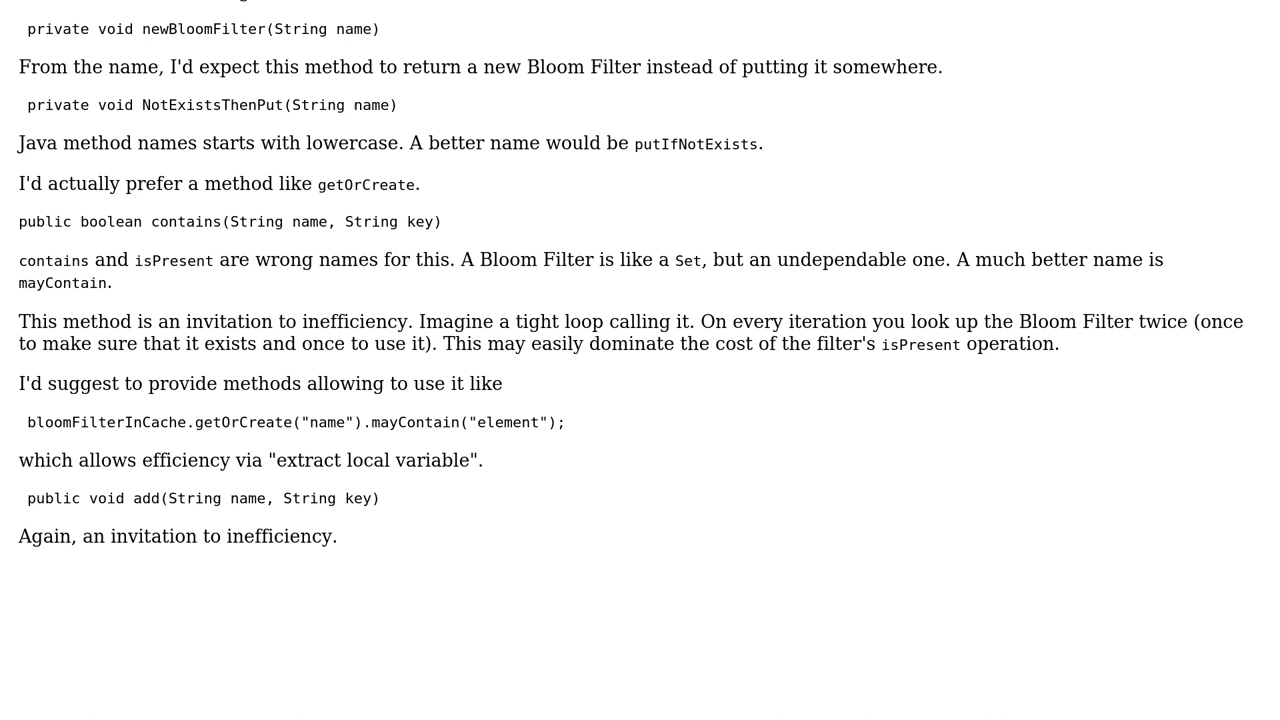 private void newBloomFilter(String name)
From the name, I'd expect this method to return a new Bloom Filter instead of putting it somewhere.
private void NotExistsThenPut(String name)
Java method names starts with lowercase. A better name would be putIfNotExists.
I'd actually prefer a method like getOrCreate.
public boolean contains(String name, String key)
contains and isPresent are wrong names for this. A Bloom Filter is like a Set, but an undependable one. A much better name is
mayContain.
This method is an invitation to inefficiency. Imagine a tight loop calling it. On every iteration you look up the Bloom Filter twice (once
to make sure that it exists and once to use it). This may easily dominate the cost of the filter's isPresent operation.
I'd suggest to provide methods allowing to use it like
bloomFilterInCache.getOrCreate("name").mayContain("element");
which allows efficiency via "extract local variable".
public void add(String name, String key)
Again, an invitation to inefficiency.